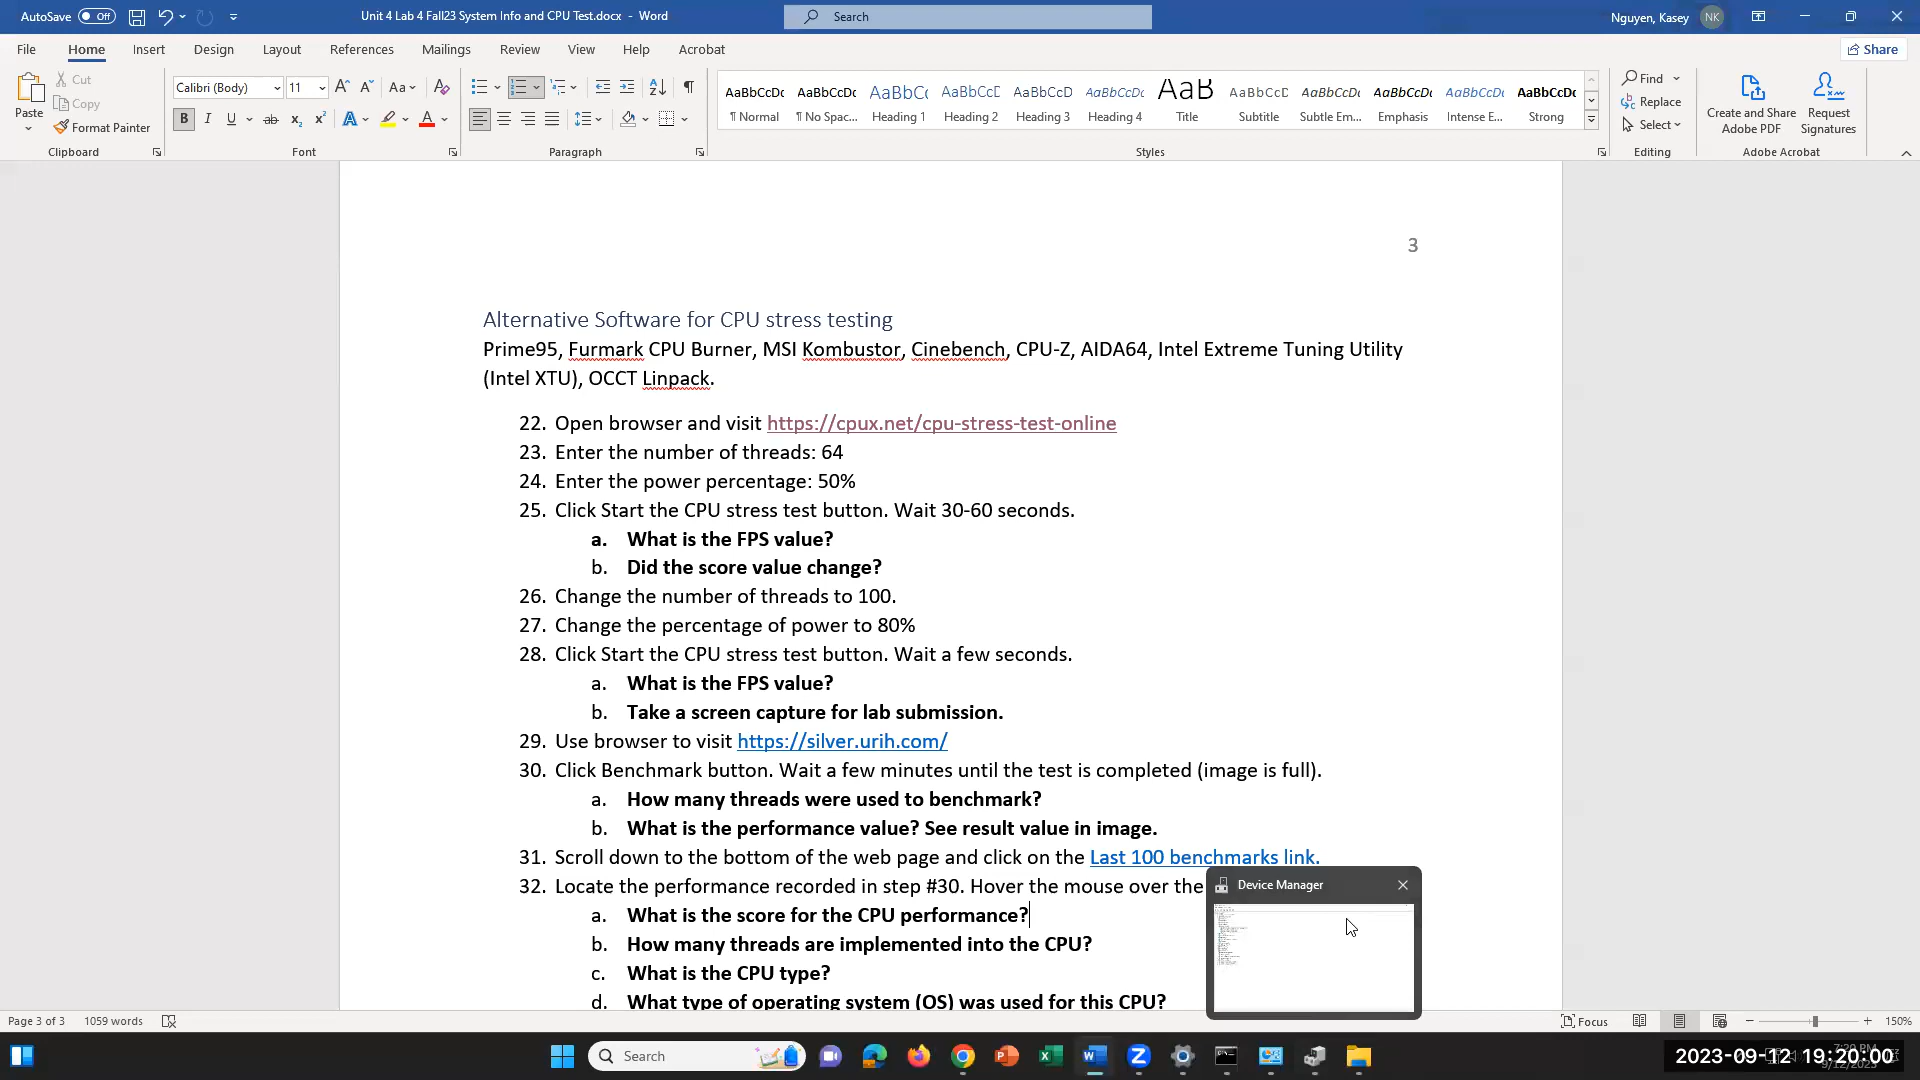 AutoSave Off Unit 4 Lab 4 Fall23 System Info and CPU Test.docx - Word Search Nguyen, Kasey NK
File Home Insert Design Layout References Mailings Review View Help Acrobat Share
Paste Cut Copy Format Painter
Calibri (Body) 11
AaBbCcDc AaBbCcDc AaBbC( AaBbCcD AaBbCcD AaBbCcDc AaB AaBbCcD AaBbCcDc AaBbCcDc AaBbCcDc AaBbCcDc
¶ Normal ¶ No Spac... Heading 1 Heading 2 Heading 3 Heading 4 Title Subtitle Subtle Em... Emphasis Intense E... Strong
Find Replace Select
Create and Share Adobe PDF Request Signatures
Clipboard Font Paragraph Styles Editing Adobe Acrobat
3
Alternative Software for CPU stress testing
Prime95, Furmark CPU Burner, MSI Kombustor, Cinebench, CPU-Z, AIDA64, Intel Extreme Tuning Utility
(Intel XTU), OCCT Linpack.
22. Open browser and visit https://cpux.net/cpu-stress-test-online
23. Enter the number of threads: 64
24. Enter the power percentage: 50%
25. Click Start the CPU stress test button. Wait 30-60 seconds.
a. What is the FPS value?
b. Did the score value change?
26. Change the number of threads to 100.
27. Change the percentage of power to 80%
28. Click Start the CPU stress test button. Wait a few seconds.
a. What is the FPS value?
b. Take a screen capture for lab submission.
29. Use browser to visit https://silver.urih.com/
30. Click Benchmark button. Wait a few minutes until the test is completed (image is full).
a. How many threads were used to benchmark?
b. What is the performance value? See result value in image.
31. Scroll down to the bottom of the web page and click on the Last 100 benchmarks link.
32. Locate the performance recorded in step #30. Hover the mouse over the
Device Manager
a. What is the score for the CPU performance?
b. How many threads are implemented into the CPU?
c. What is the CPU type?
d. What type of operating system (OS) was used for this CPU?
Page 3 of 3 1059 words Focus 150%
Search
2023-09-12 19:20:00